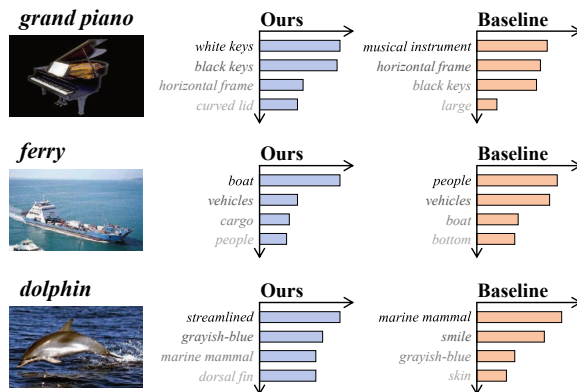 grand piano
Ours
white keys
black keys
horizontal frame
curved lid
Baseline
musical instrument
horizontal frame
black keys
large
ferry
Ours
boat
vehicles
cargo
people
Baseline
people
vehicles
boat
bottom
dolphin
Ours
streamlined
grayish-blue
marine mammal
dorsal fin
Baseline
marine mammal
smile
grayish-blue
skin